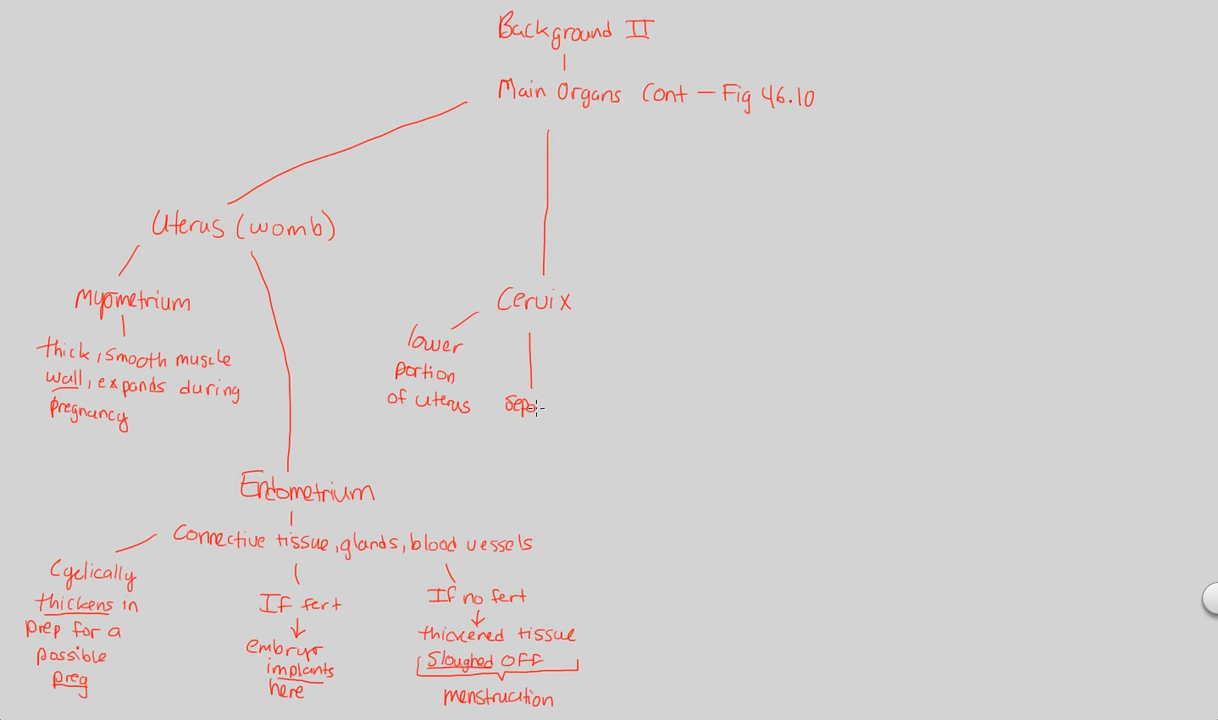 Background II
Main Organs Cont - Fig 46.10
Uterus (womb)
Myometrium
thick, smooth muscle
wall, expands during
pregnancy
Cervix
lower
portion
of uterus
Sepa
Endometrium
Connective tissue, glands, blood vessels
Cyclically
thickens in
prep for a
possible
preg
If fert
embryo
implants
here
If no fert
thickened tissue
Sloughed OFF
menstruation